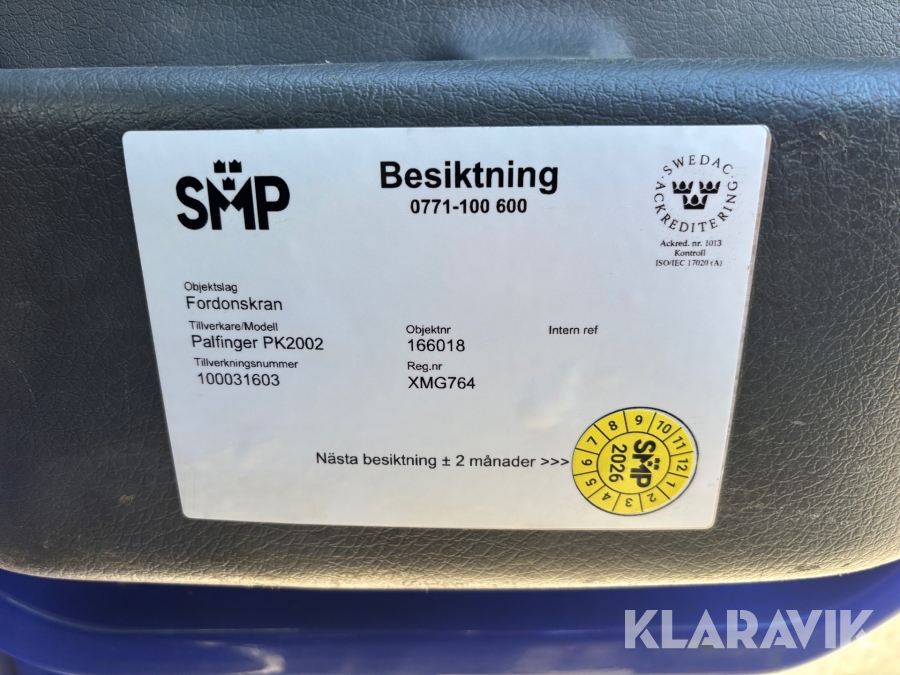 SMP
Besiktning
0771-100 600
SWEDAC
ACKREDITERING
Ackred. nr. 1013
Kontroll
ISO/IEC 17020 (A)
Objektslag
Fordonskran
Tillverkare/Modell
Palfinger PK2002
Tillverkningsnummer
100031603
Objektnr
166018
Reg.nr
XMG764
Intern ref
Nästa besiktning ± 2 månader >>>
1 2 3 4 5 6 7 8 9 10 11 12
SMP
2026
KLARAVIK